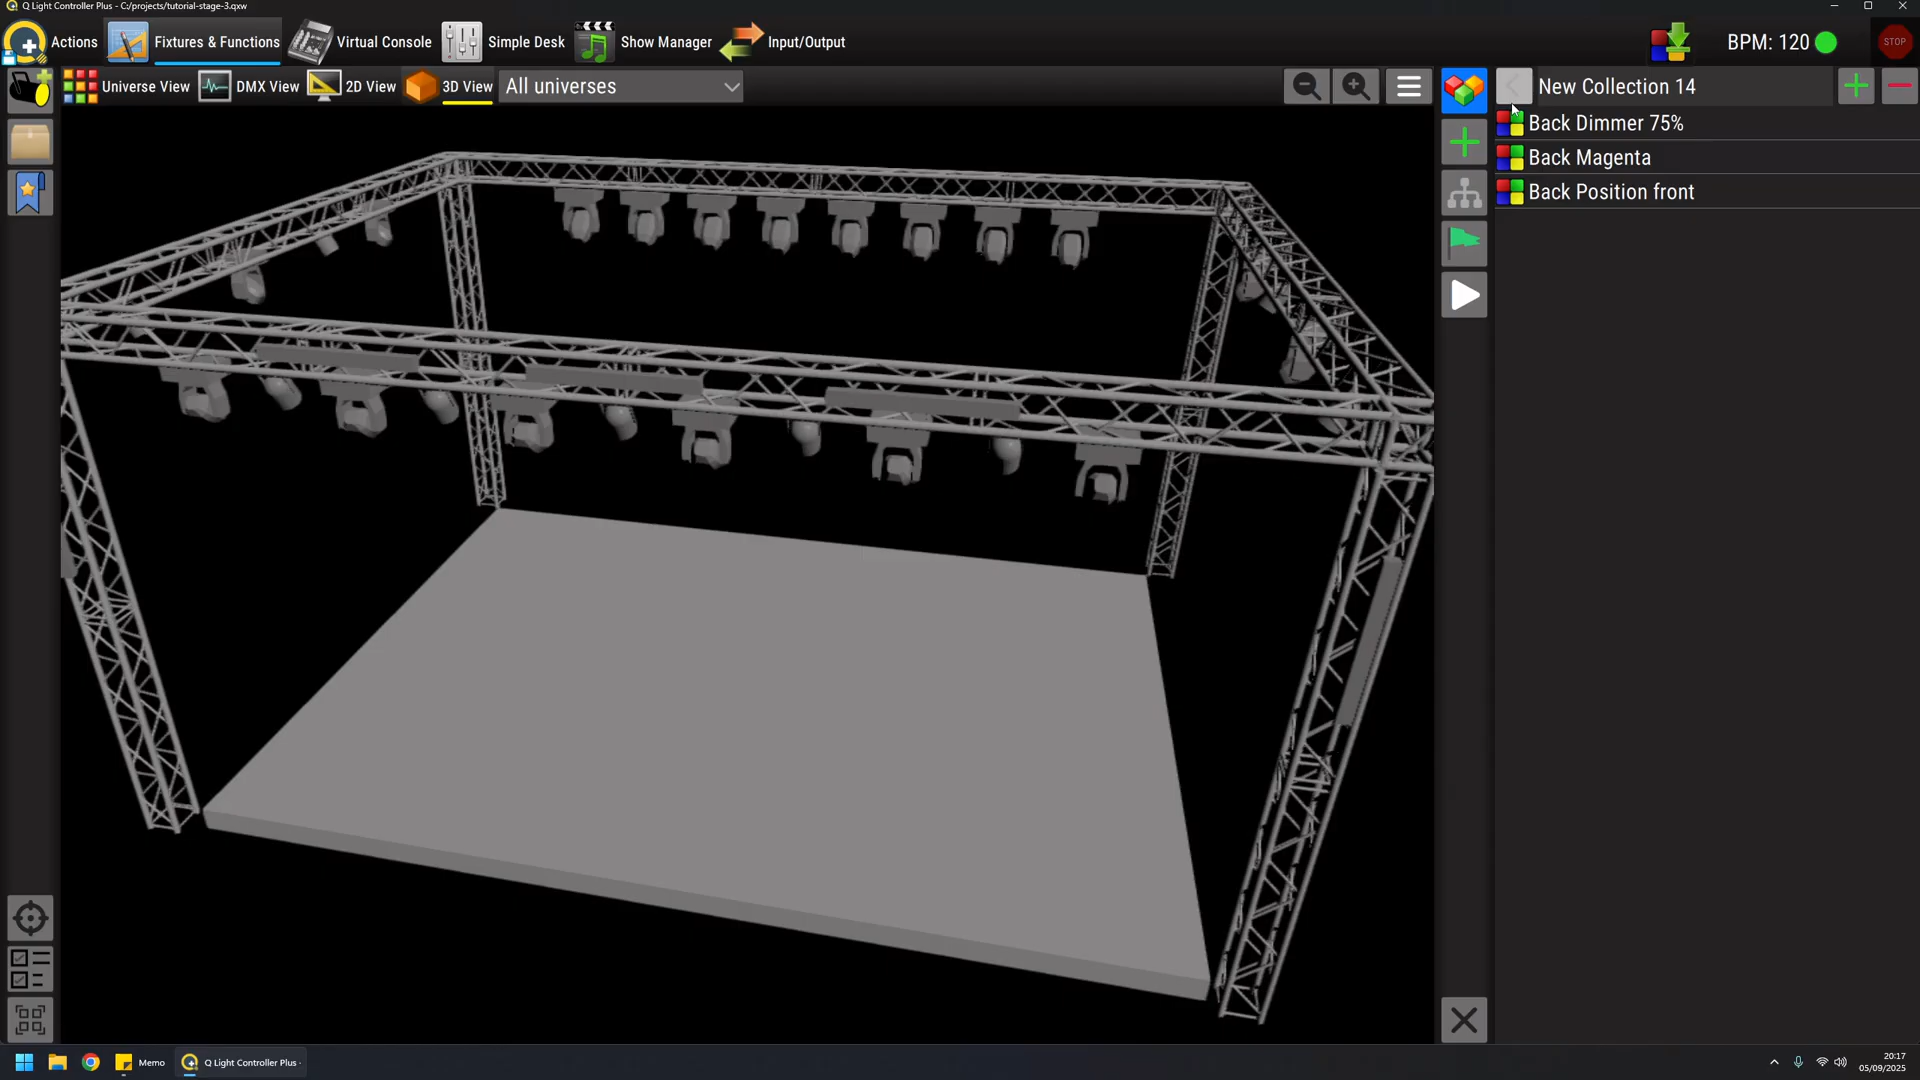 Q Light Controller Plus - C:/projects/tutorial-stage-3.qxw
Actions
Fixtures & Functions
Virtual Console
Simple Desk
Show Manager
Input/Output
BPM: 120
STOP
Universe View
DMX View
2D View
3D View
All universes
New Collection 14
Back Dimmer 75%
Back Magenta
Back Position front
Memo
Q Light Controller Plus -
20:17
05/09/2025